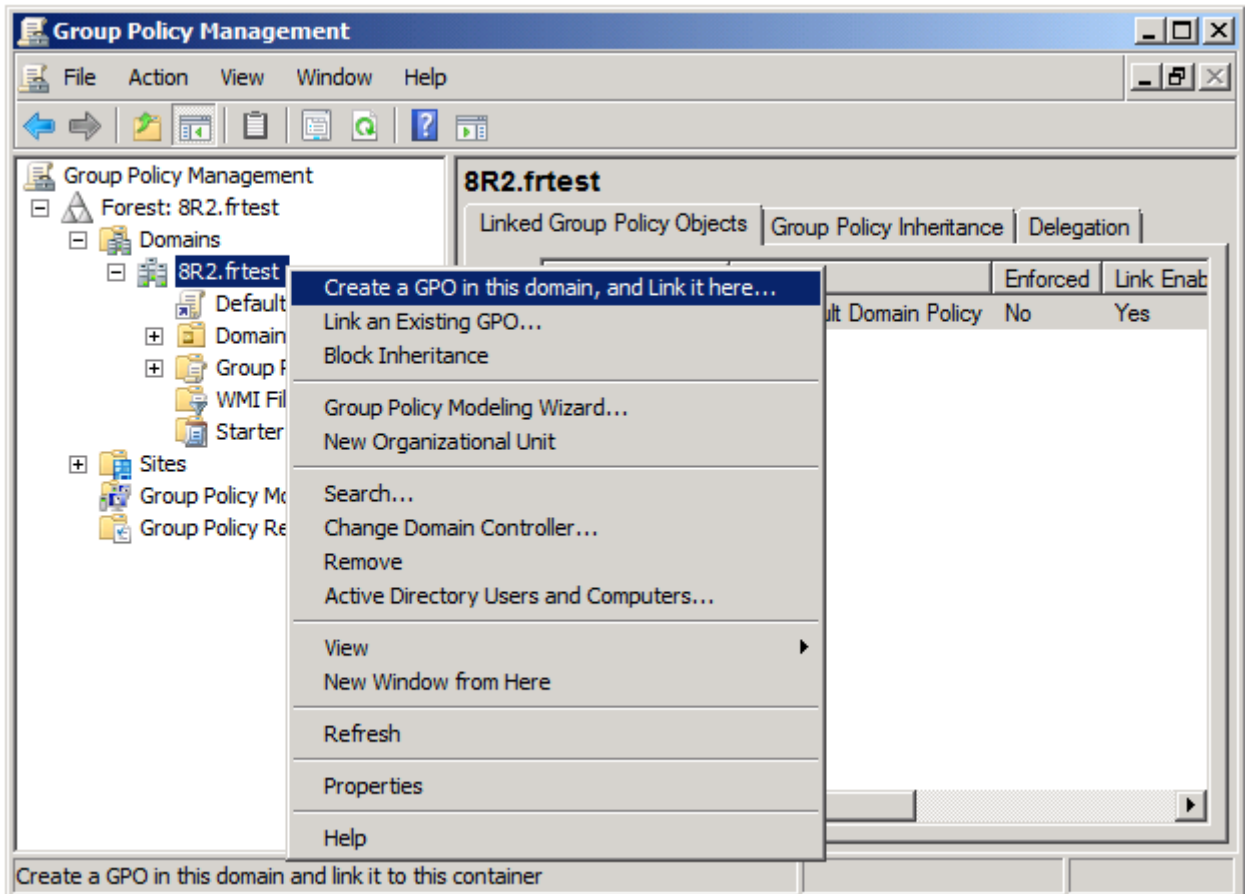 Group Policy Management
File Action View Window Help
Group Policy Management
Forest: 8R2.frtest
Domains
8R2.frtest
Default
Domain
Group
WMI
Starter
Sites
Group Policy
Group Policy
8R2.frtest
Linked Group Policy Objects Group Policy Inheritance Delegation
Enforced Link Enab
Domain Policy No Yes
Create a GPO in this domain, and Link it here...
Link an Existing GPO...
Block Inheritance
Group Policy Modeling Wizard...
New Organizational Unit
Search...
Change Domain Controller...
Remove
Active Directory Users and Computers...
View
New Window from Here
Refresh
Properties
Help
Create a GPO in this domain and link it to this container